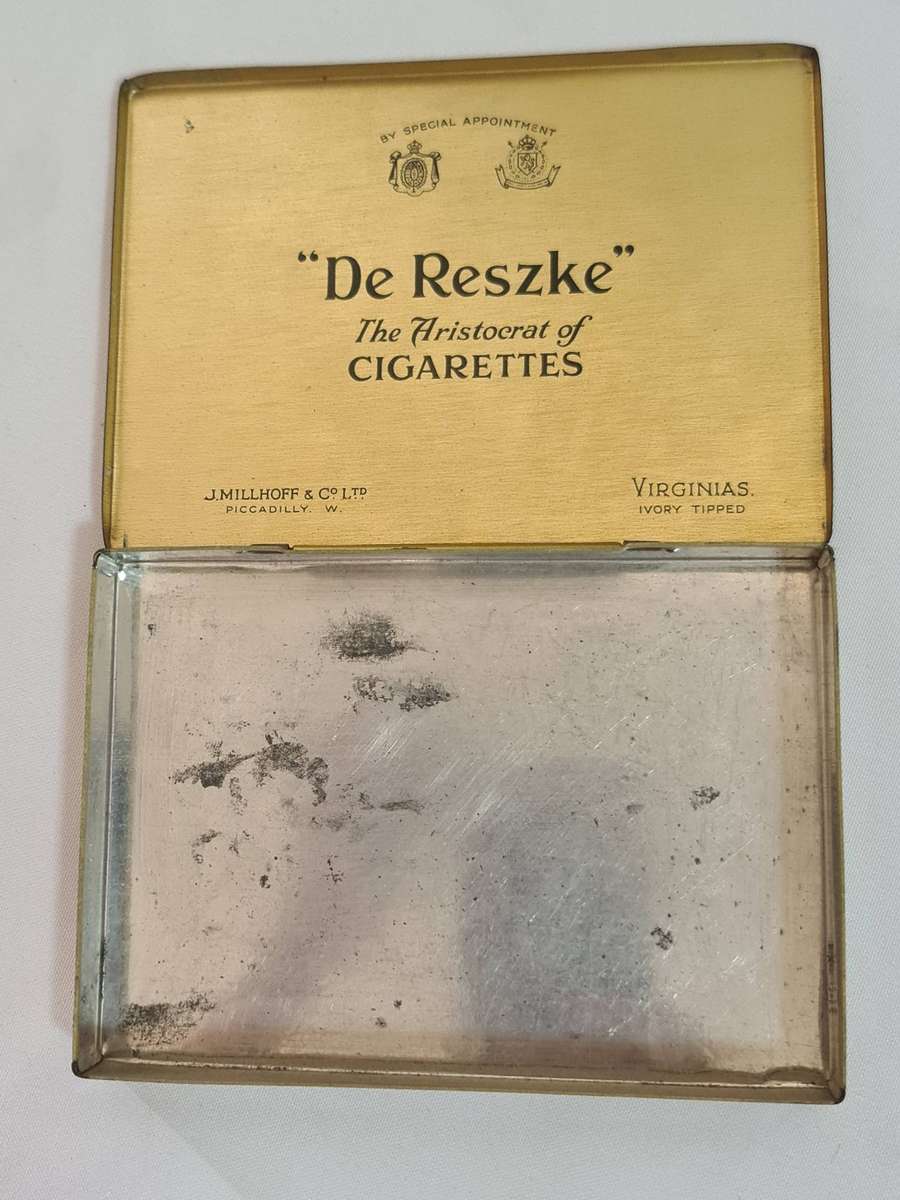 BY SPECIAL APPOINTMENT
“De Reszke”
The Aristocrat of
CIGARETTES
J. MILLHOFF & Cº LTD
PICCADILLY. W.
VIRGINIAS.
IVORY TIPPED